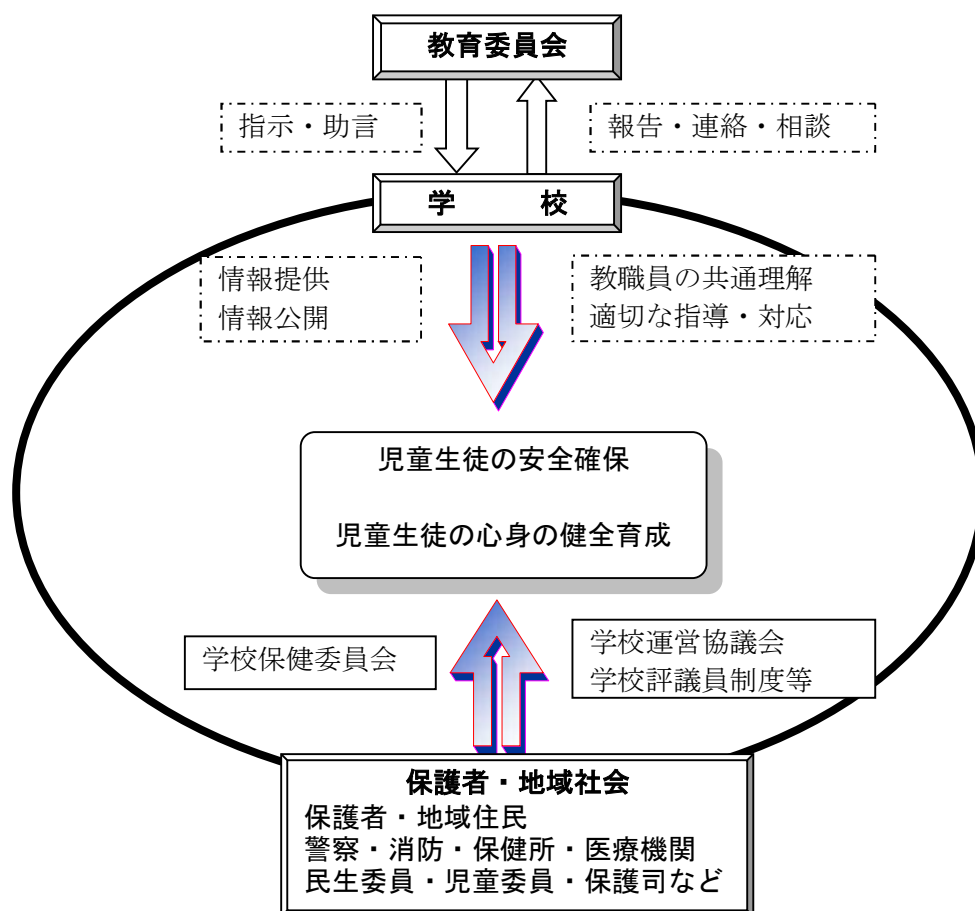 教育委員会
指示・助言
報告・連絡・相談
学　　　校
情報提供
情報公開
教職員の共通理解
適切な指導・対応
児童生徒の安全確保
児童生徒の心身の健全育成
学校保健委員会
学校運営協議会
学校評議員制度等
保護者・地域社会
保護者・地域住民
警察・消防・保健所・医療機関
民生委員・児童委員・保護司など